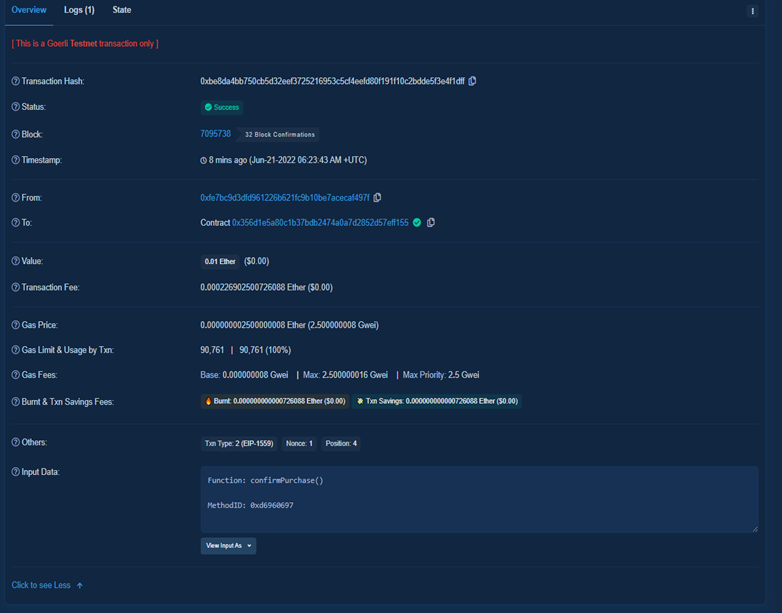 Overview Logs (1) State
[ This is a Goerli Testnet transaction only ]
Transaction Hash: 0xbe8da4bb750cb5d32eef3725216953c5cf4eefd80f191f10c2bdde5f3e4f1dff
Status: Success
Block: 7095738 32 Block Confirmations
Timestamp: 8 mins ago (Jun-21-2022 06:23:43 AM +UTC)
From: 0xfe7bc9d3dfd961226b621fc9b10be7acecaf497f
To: Contract 0x356d1e5a80c1b37bdb2474a0a7d2852d57eff155
Value: 0.01 Ether ($0.00)
Transaction Fee: 0.000226902500726088 Ether ($0.00)
Gas Price: 0.000000002500000008 Ether (2.500000008 Gwei)
Gas Limit & Usage by Txn: 90,761 | 90,761 (100%)
Gas Fees: Base: 0.000000008 Gwei | Max: 2.500000016 Gwei | Max Priority: 2.5 Gwei
Burnt & Txn Savings Fees: Burnt: 0.000000000000726088 Ether ($0.00) Txn Savings: 0.000000000000726088 Ether ($0.00)
Others: Txn Type: 2 (EIP-1559) Nonce: 1 Position: 4
Input Data: Function: confirmPurchase()
MethodID: 0xd6960697
View Input As
Click to see Less